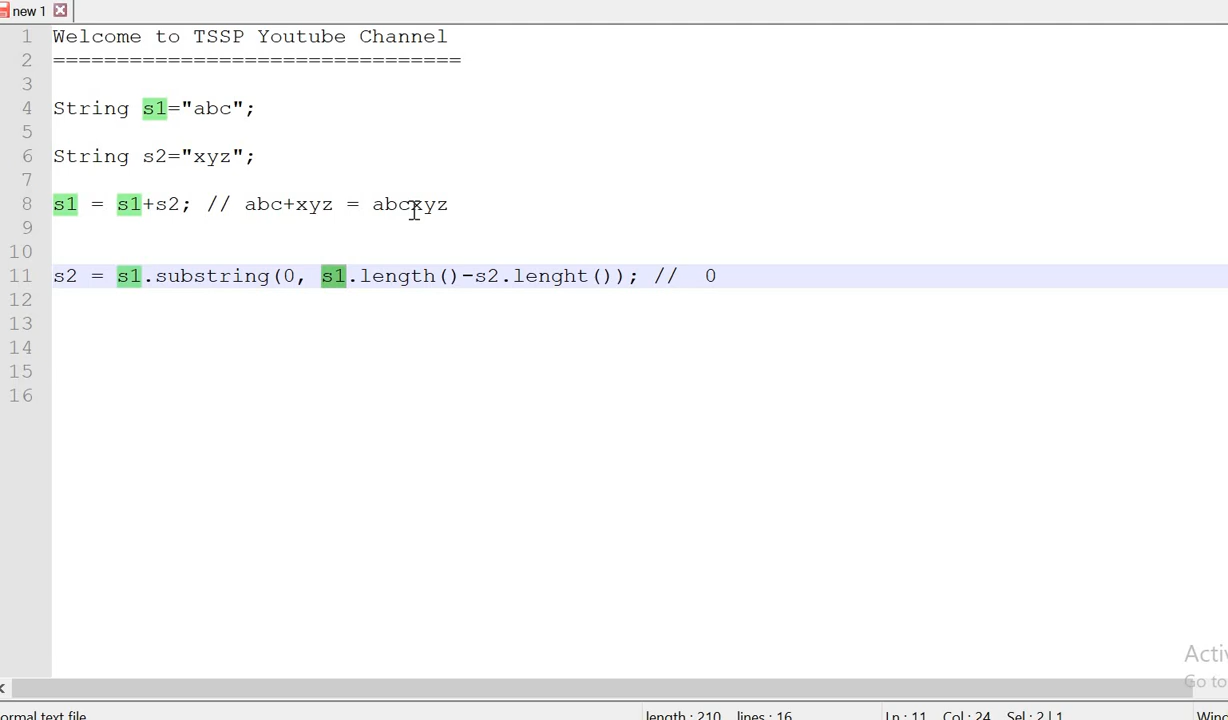 new 1
1 Welcome to TSSP Youtube Channel
2 ================================
3
4 String s1="abc";
5
6 String s2="xyz";
7
8 s1 = s1+s2; // abc+xyz = abcxyz
9
10
11 s2 = s1.substring(0, s1.length()-s2.lenght()); // 0
12
13
14
15
16
Go to
ormal text file length : 210 lines : 16 Ln : 11 Col : 24 Sel : 2 | 1